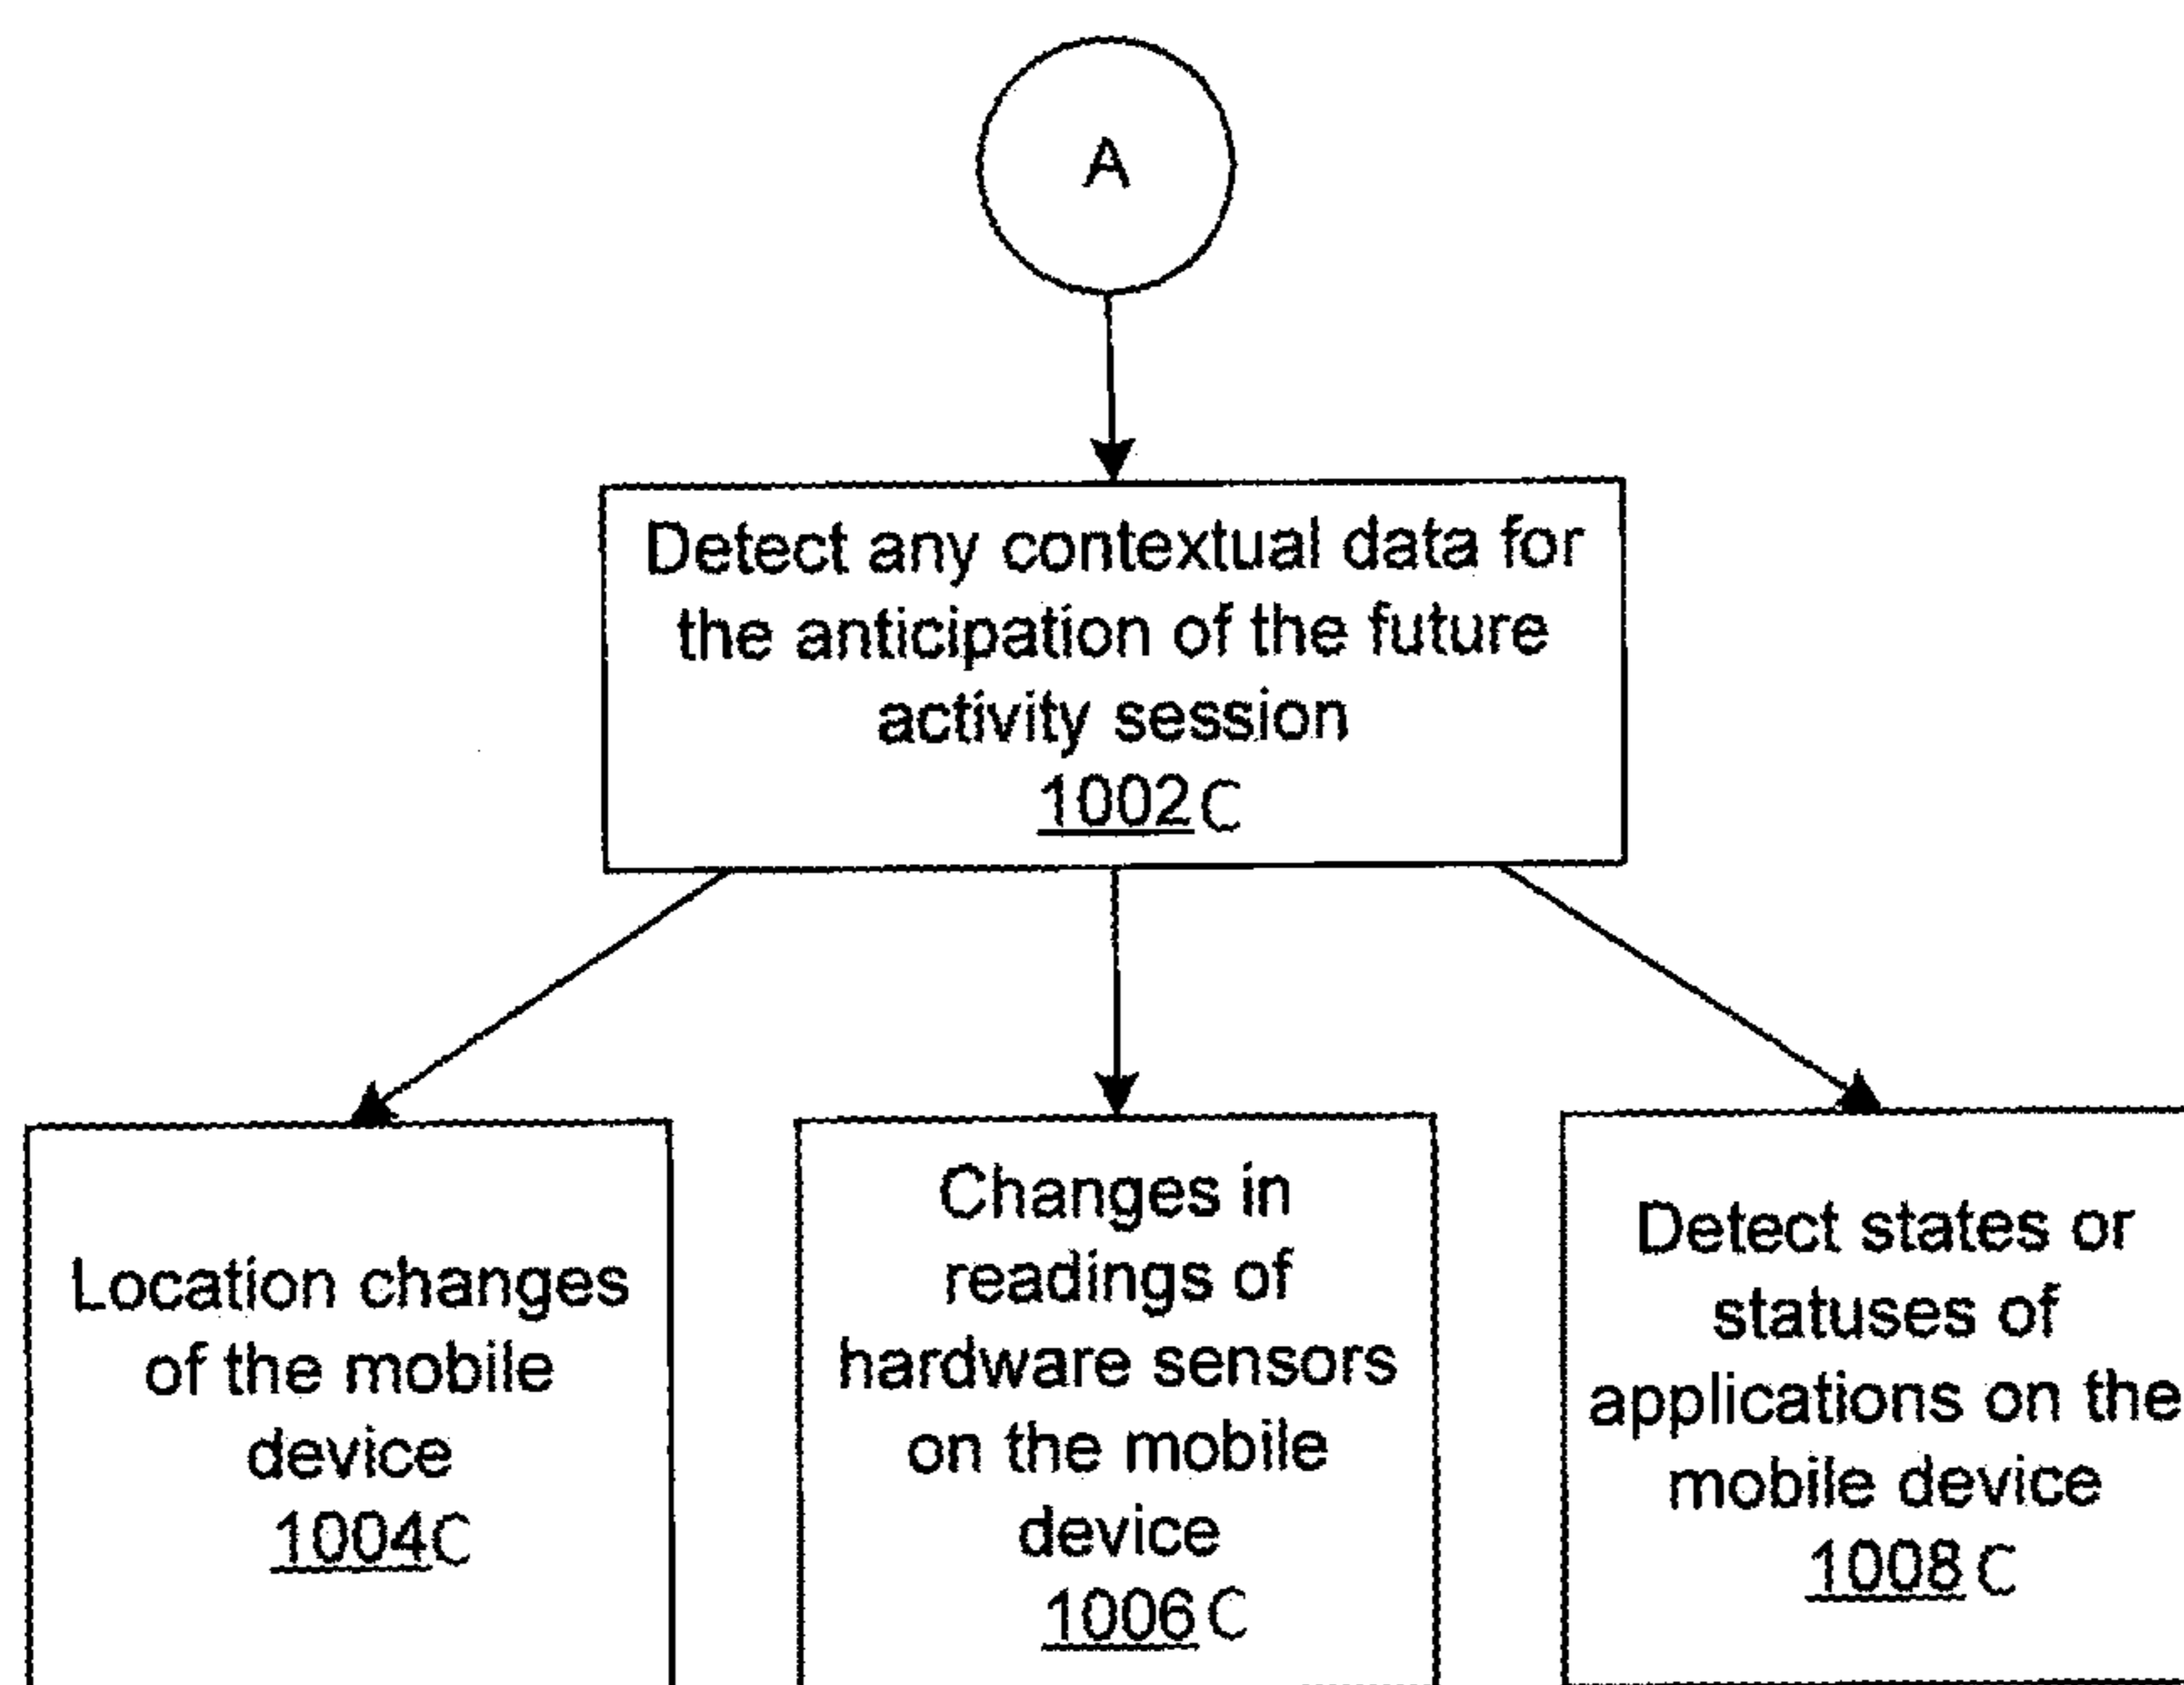 A
Detect any contextual data for
the anticipation of the future
activity session
1002C
Location changes
of the mobile
device
1004C
Changes in
readings of
hardware sensors
on the mobile
device
1006C
Detect states or
statuses of
applications on the
mobile device
1008C